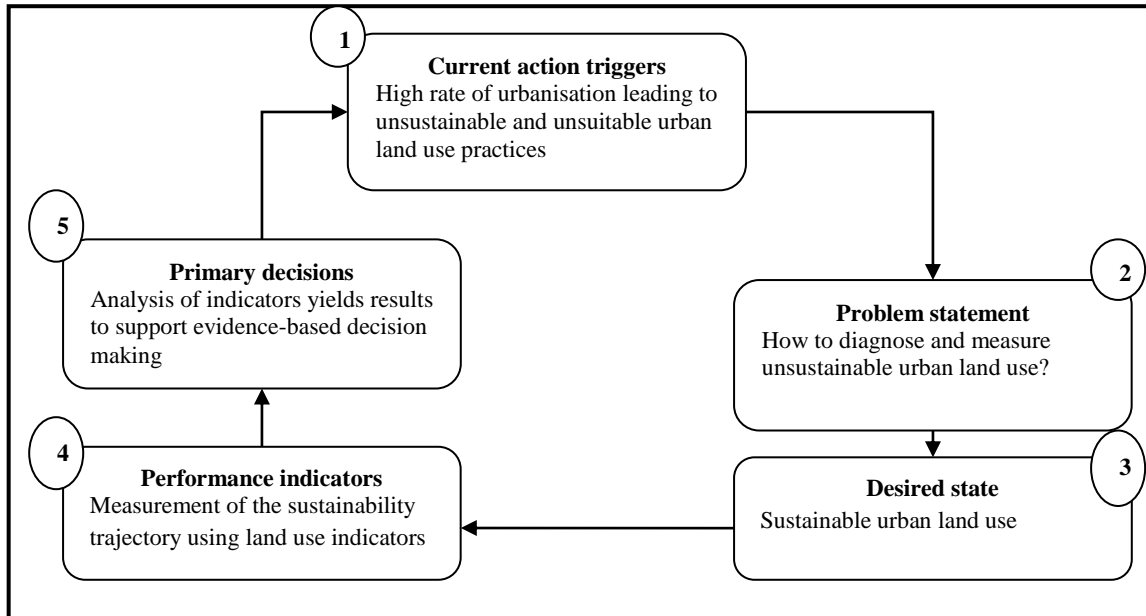 1
Current action triggers
High rate of urbanisation leading to
unsustainable and unsuitable urban
land use practices
2
Problem statement
How to diagnose and measure
unsustainable urban land use?
3
Desired state
Sustainable urban land use
4
Performance indicators
Measurement of the sustainability
trajectory using land use indicators
5
Primary decisions
Analysis of indicators yields results
to support evidence-based decision
making